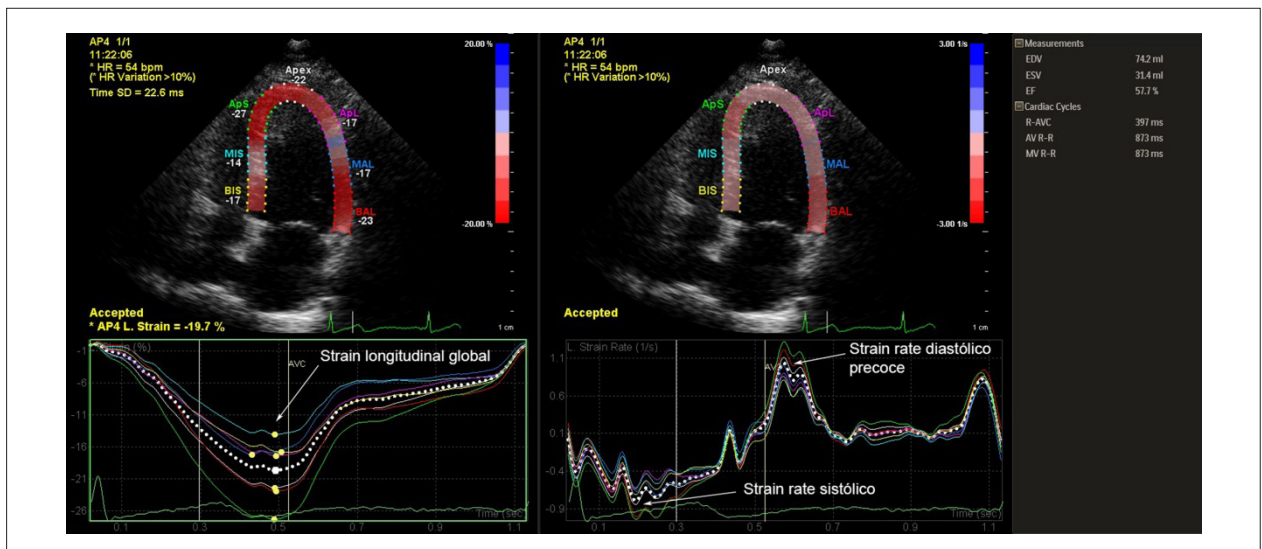 AP4 1/1
11:22:06
* HR = 54 bpm
(* HR Variation >10%)
Time SD = 22.6 ms
20.00 %
Apex
-22
ApS
-27
ApL
-17
MIS
-14
MAL
-17
BIS
-17
BAL
-23
-20.00 %
Accepted
* AP4 L. Strain = -19.7 %
1 cm
AP4 1/1
11:22:06
* HR = 54 bpm
(* HR Variation >10%)
3.00 1/s
Apex
ApS
ApL
MIS
MAL
BIS
BAL
-3.00 1/s
Accepted
1 cm
Measurements
EDV 74.2 ml
ESV 31.4 ml
EF 57.7 %
Cardiac Cycles
R-AVC 397 ms
AV R-R 873 ms
MV R-R 873 ms
(%)
Strain longitudinal global
AVC
-1
-6
-11
-16
-21
-26
0.1 0.3 0.5 0.7 0.9 1.1
Time (sec)
L. Strain Rate (1/s)
Strain rate diastólico
precoce
AV
1.1
0.6
0.1
-0.4
-0.9
Strain rate sistólico
0.1 0.3 0.5 0.7 0.9 1.1
Time (sec)